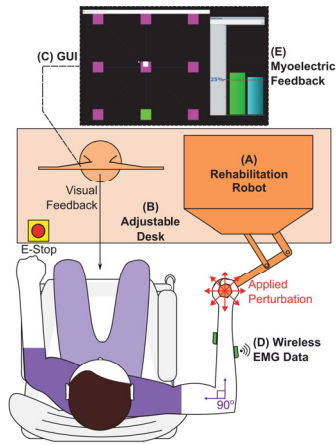 (C) GUI
(E)
Myoelectric
Feedback
25%
(A)
Rehabilitation
Robot
Visual
Feedback
(B)
Adjustable
Desk
E-Stop
Applied
Perturbation
(D) Wireless
EMG Data
90°